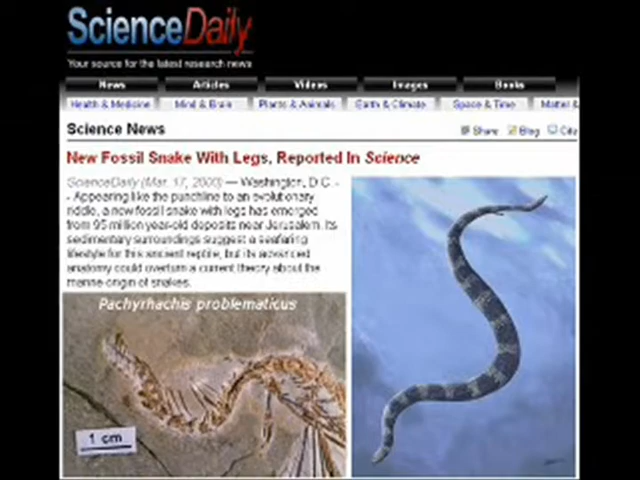 ScienceDaily
Your source for the latest research news
News Articles Videos Images Books
Health & Medicine Mind & Brain Plants & Animals Earth & Climate Space & Time Matter &
Science News
Share Blog Cite
New Fossil Snake With Legs, Reported In Science
ScienceDaily (Mar. 17, 2000) — Washington, D.C. -
- Appearing like the punchline to an evolutionary
riddle, a new fossil snake with legs has emerged
from 95 million year-old deposits near Jerusalem. Its
sedimentary surroundings suggest a seafaring
lifestyle for this ancient reptile, but its advanced
anatomy could overturn a current theory about the
marine origin of snakes.
Pachyrhachis problematicus
1 cm